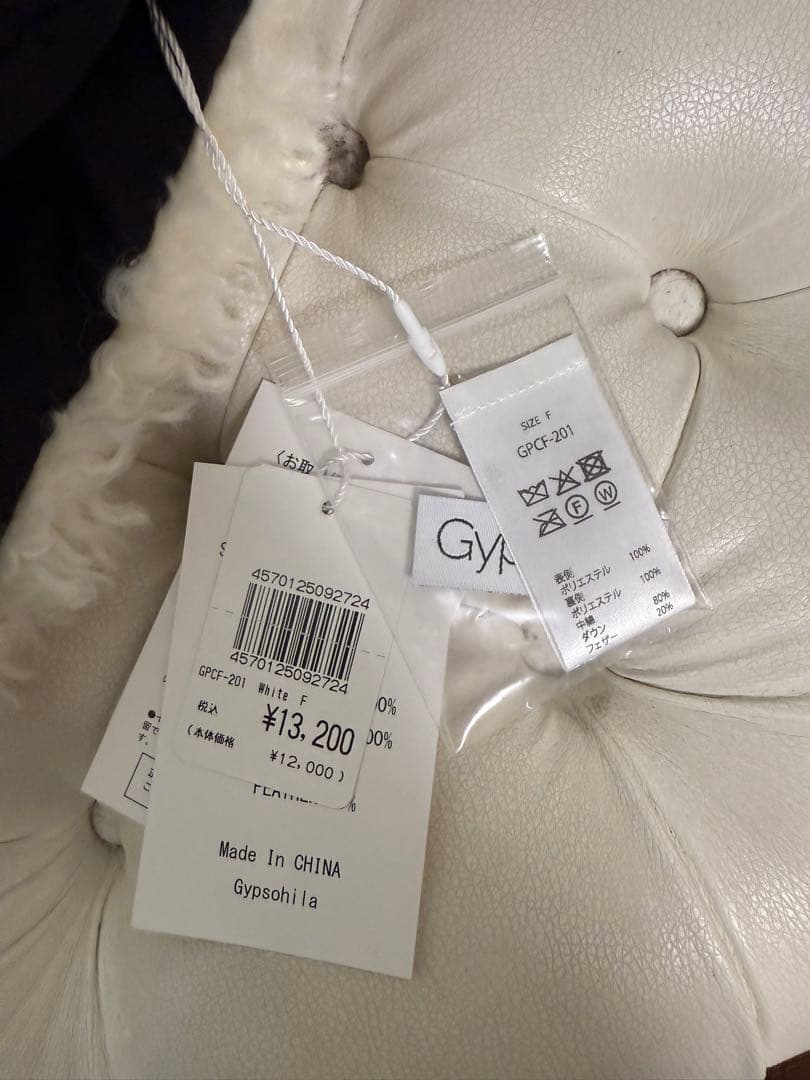 〈お取
4570125092724
4570125092724
GPCF-201 White F
税込 ¥13,200
(本体価格 ¥12,000)
00%
FEATHER %
Made In CHINA
Gypsohila
Gyp
SIZE F
GPCF-201
F W
表側
ポリエステル 100%
裏側
ポリエステル 100%
中綿
ダウン 80%
フェザー 20%